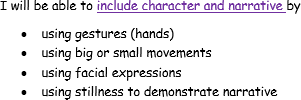 I will be able to include character and narrative by
• using gestures (hands)
• using big or small movements
• using facial expressions
• using stillness to demonstrate narrative